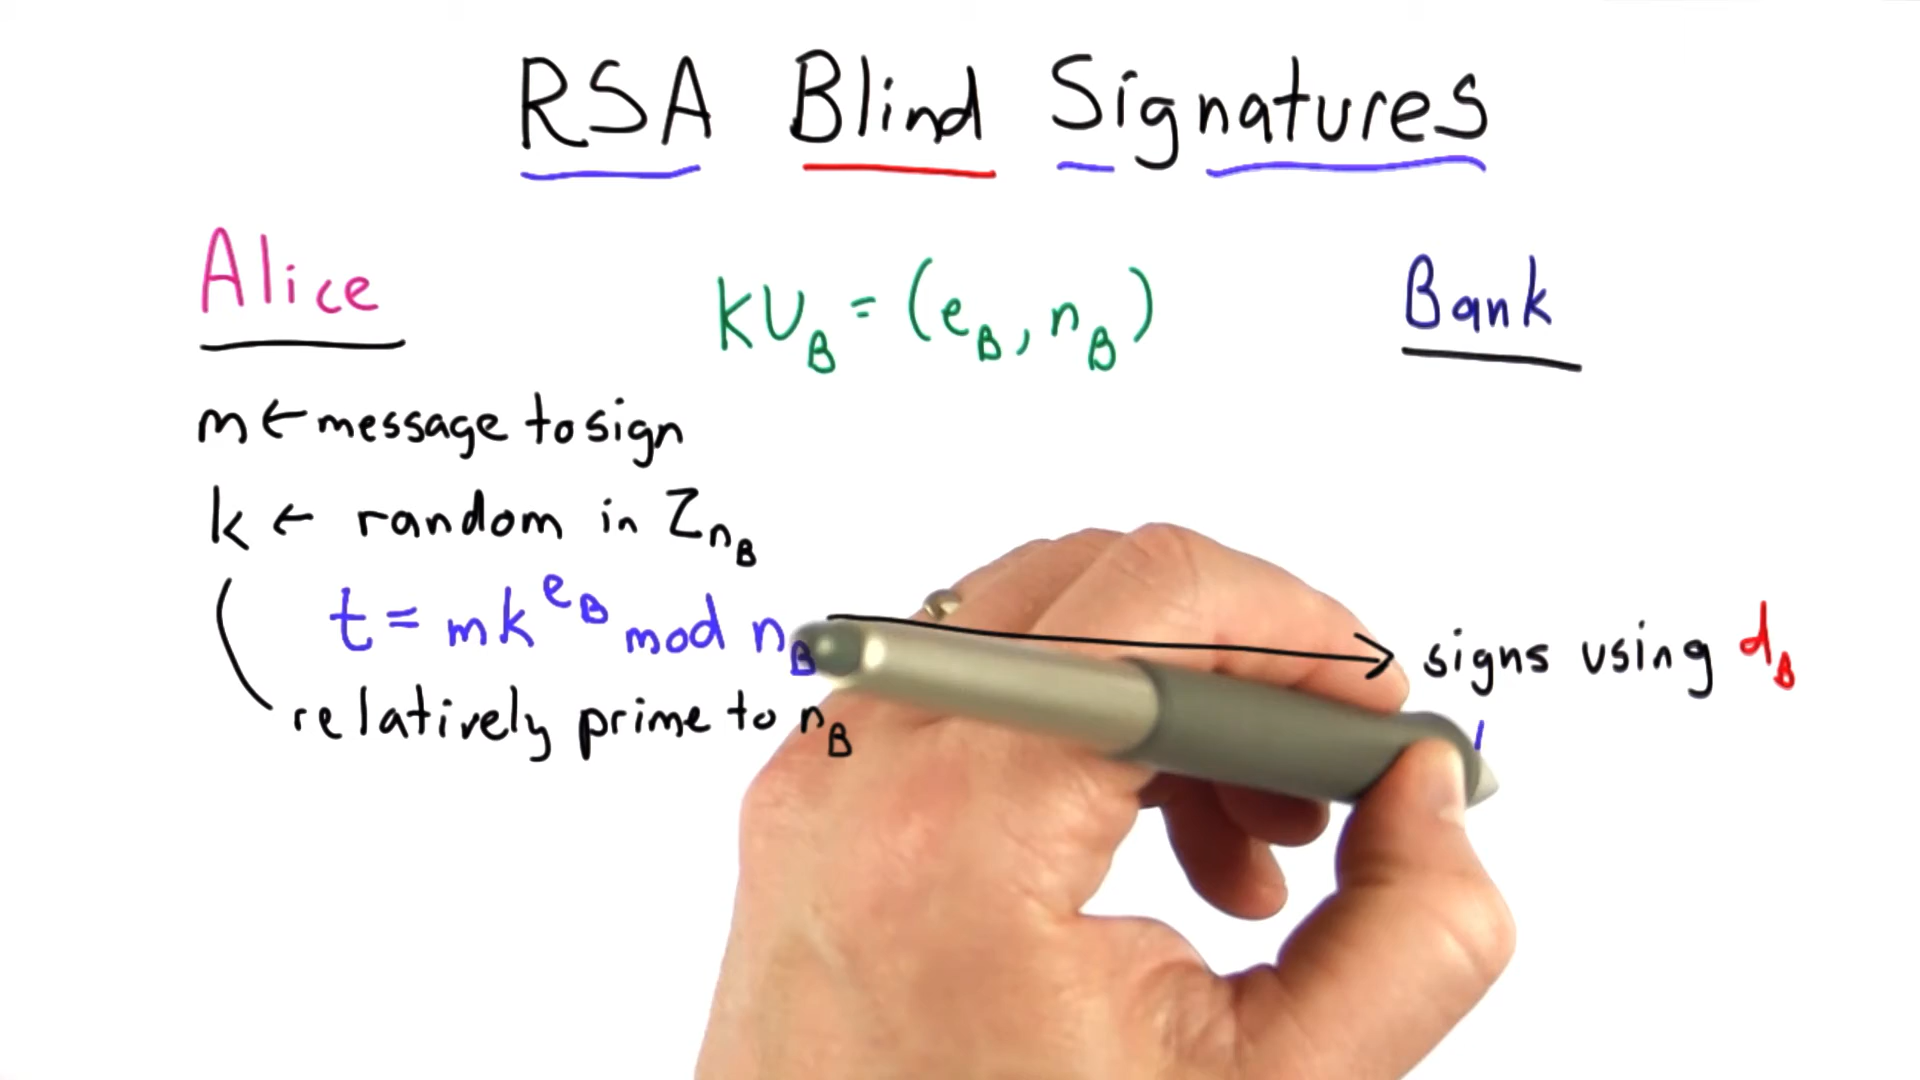 RSA Blind Signatures
Alice
KU_B = (e_B, n_B)
Bank
m ← message to sign
k ← random in Z_{n_B}
t = mk^{e_B} mod n_B
signs using d_B
relatively prime to n_B